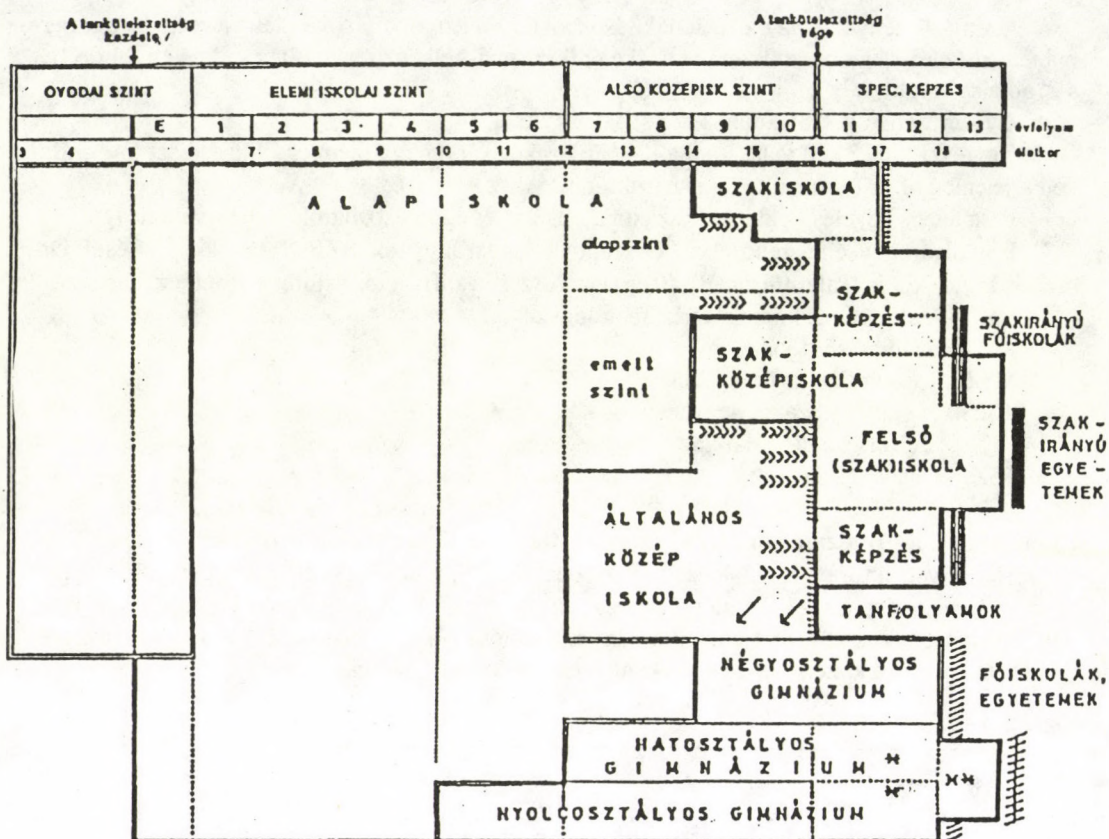 A tankötelezettség
kezdete
A tankötelezettség
vége
ÓVODAI SZINT
ELEMI ISKOLAI SZINT
ALSÓ KÖZÉPISK. SZINT
SPEC. KÉPZÉS
E 1 2 3 4 5 6 7 8 9 10 11 12 13 évfolyam
3 4 5 6 7 8 9 10 11 12 13 14 15 16 17 18 életkor
SZAKISKOLA
ALAPISKOLA
alapszint
SZAK-
KÉPZÉS
SZAKIRÁNYÚ
FŐISKOLÁK
emelt
szint
SZAK-
KÖZÉPISKOLA
FELSŐ
(SZAK)ISKOLA
SZAK-
IRÁNYÚ
EGYE-
TEMEK
ÁLTALÁNOS
KÖZÉP
ISKOLA
SZAK-
KÉPZÉS
TANFOLYAMOK
NÉGYOSZTÁLYOS
GIMNÁZIUM
FŐISKOLÁK,
EGYETEMEK
HATOSZTÁLYOS
GIMNÁZIUM *
* *
*
NYOLCOSZTÁLYOS GIMNÁZIUM